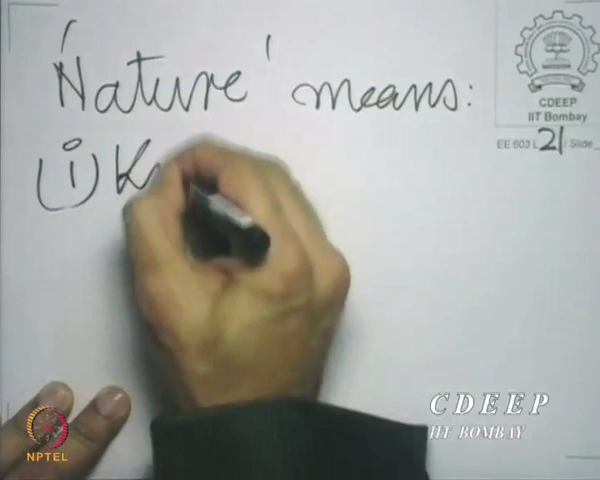 'Nature' means:
(i) K
CDEEP
IIT Bombay
EE 603 L 21 / Slide
NPTEL
CDEEP
IIT BOMBAY